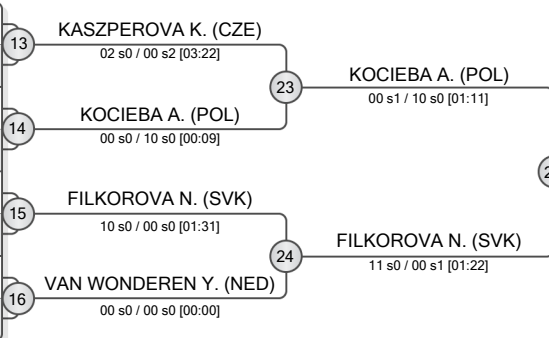 13
KASZPEROVA K. (CZE)
02 s0 / 00 s2 [03:22]
23
KOCIEBA A. (POL)
00 s1 / 10 s0 [01:11]
14
KOCIEBA A. (POL)
00 s0 / 10 s0 [00:09]
15
FILKOROVA N. (SVK)
10 s0 / 00 s0 [01:31]
24
FILKOROVA N. (SVK)
11 s0 / 00 s1 [01:22]
16
VAN WONDEREN Y. (NED)
00 s0 / 00 s0 [00:00]